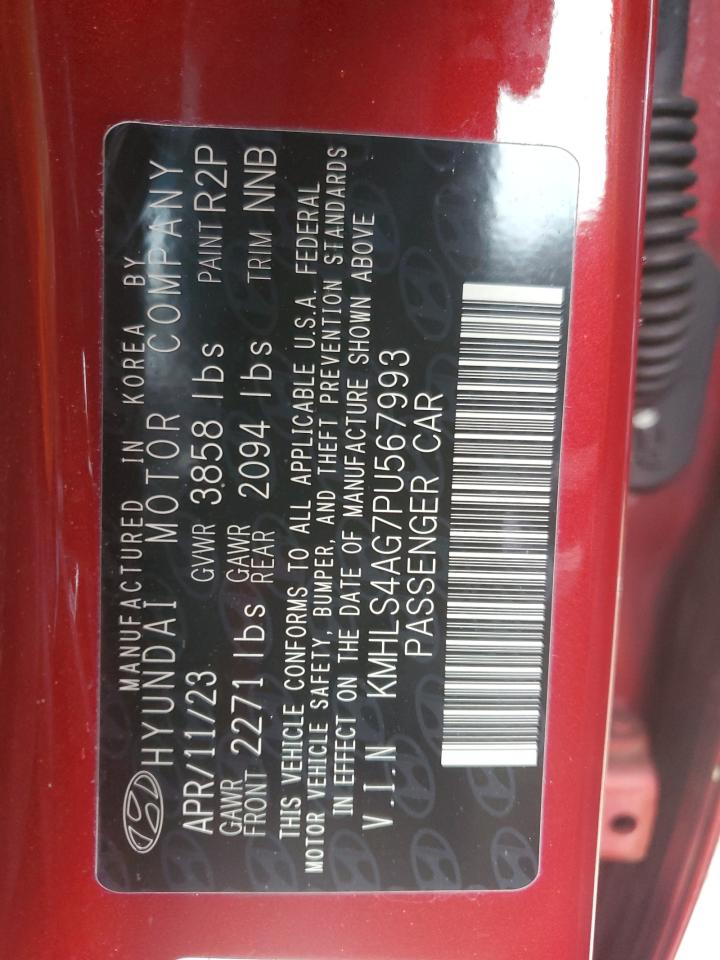 MANUFACTURED IN KOREA BY
HYUNDAI MOTOR COMPANY
APR/11/23 GVWR 3858 lbs PAINT R2P
GAWR FRONT 2271 lbs GAWR REAR 2094 lbs TRIM NNB
THIS VEHICLE CONFORMS TO ALL APPLICABLE U.S.A. FEDERAL
MOTOR VEHICLE SAFETY, BUMPER, AND THEFT PREVENTION STANDARDS
IN EFFECT ON THE DATE OF MANUFACTURE SHOWN ABOVE
V.I.N KMHLS4AG7PU567993
PASSENGER CAR